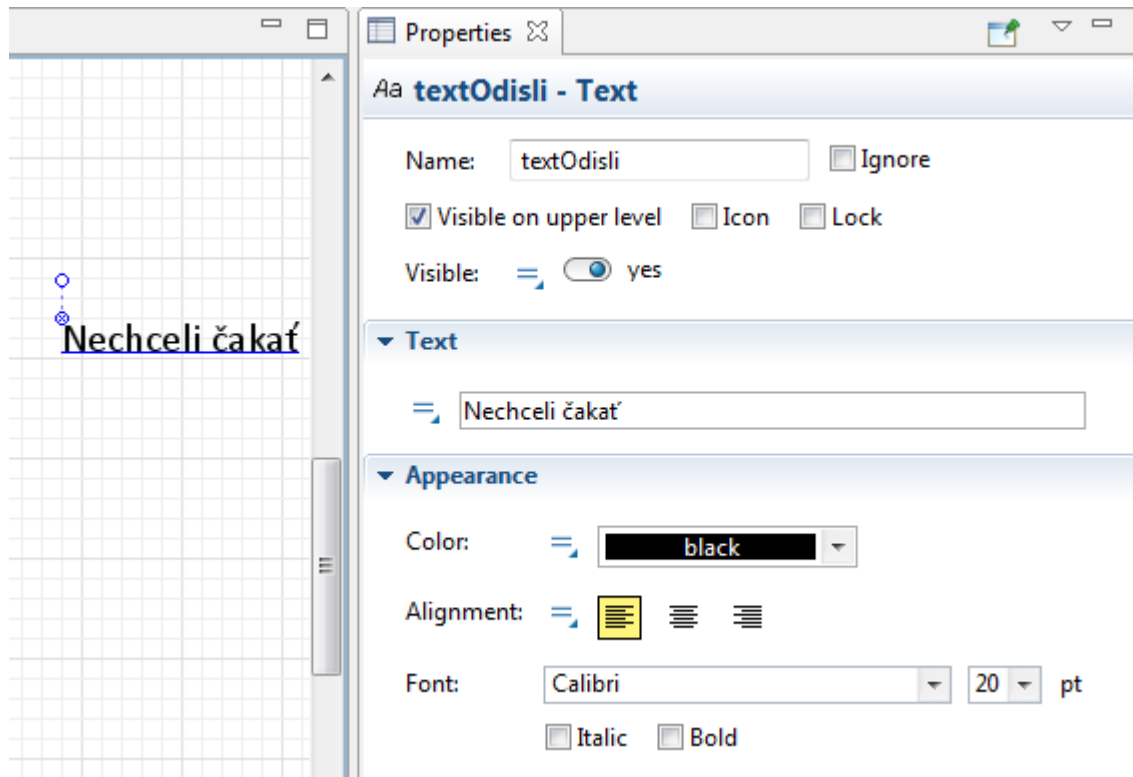 Properties
Aa textOdisli - Text
Name: textOdisli Ignore
Visible on upper level Icon Lock
Visible: yes
Nechceli čakať
Text
Nechceli čakať
Appearance
Color: black
Alignment:
Font: Calibri 20 pt
Italic Bold